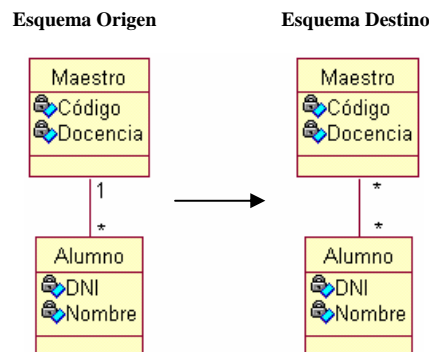 Esquema Origen
Esquema Destino
Maestro
Código
Docencia
1
*
Alumno
DNI
Nombre
Maestro
Código
Docencia
*
*
Alumno
DNI
Nombre